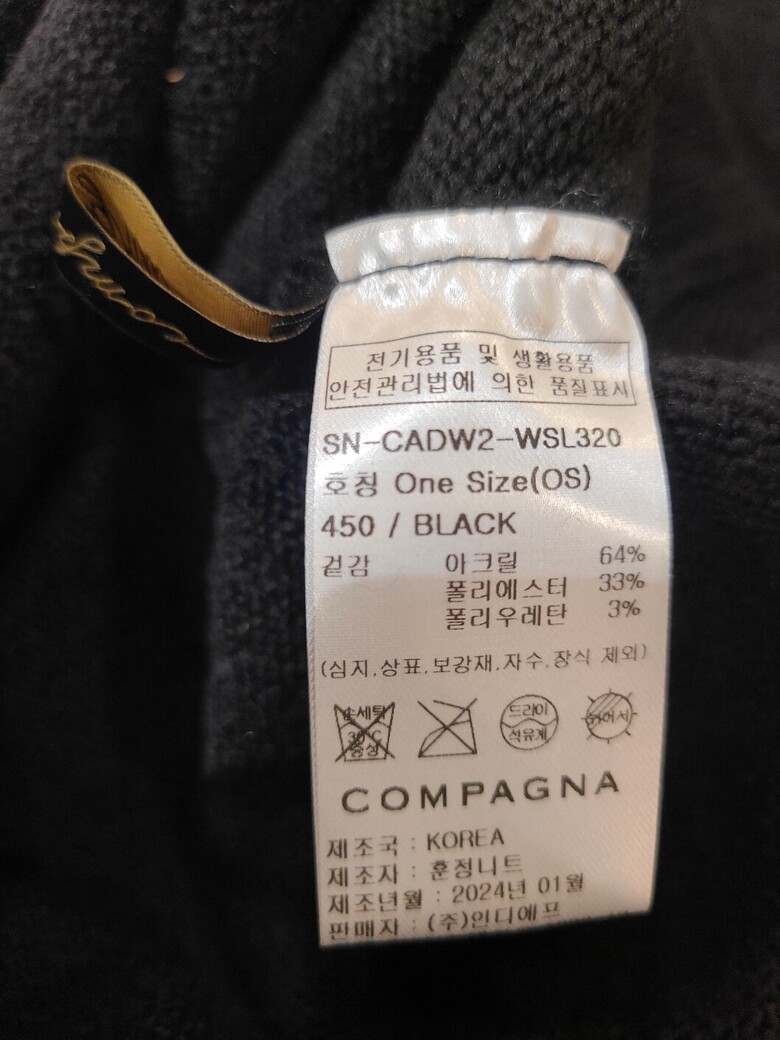 전기용품 및 생활용품
안전관리법에 의한 품질표시
SN-CADW2-WSL320
호칭 One Size(OS)
450 / BLACK
겉감 아크릴 64%
폴리에스터 33%
폴리우레탄 3%
(심지,상표,보강재,자수,장식 제외)
손세탁
30°C
중성
드라이
석유계
뉘어서
COMPAGNA
제조국 : KOREA
제조자 : 훈정니트
제조년월 : 2024년 01월
판매자 : (주)인디에프